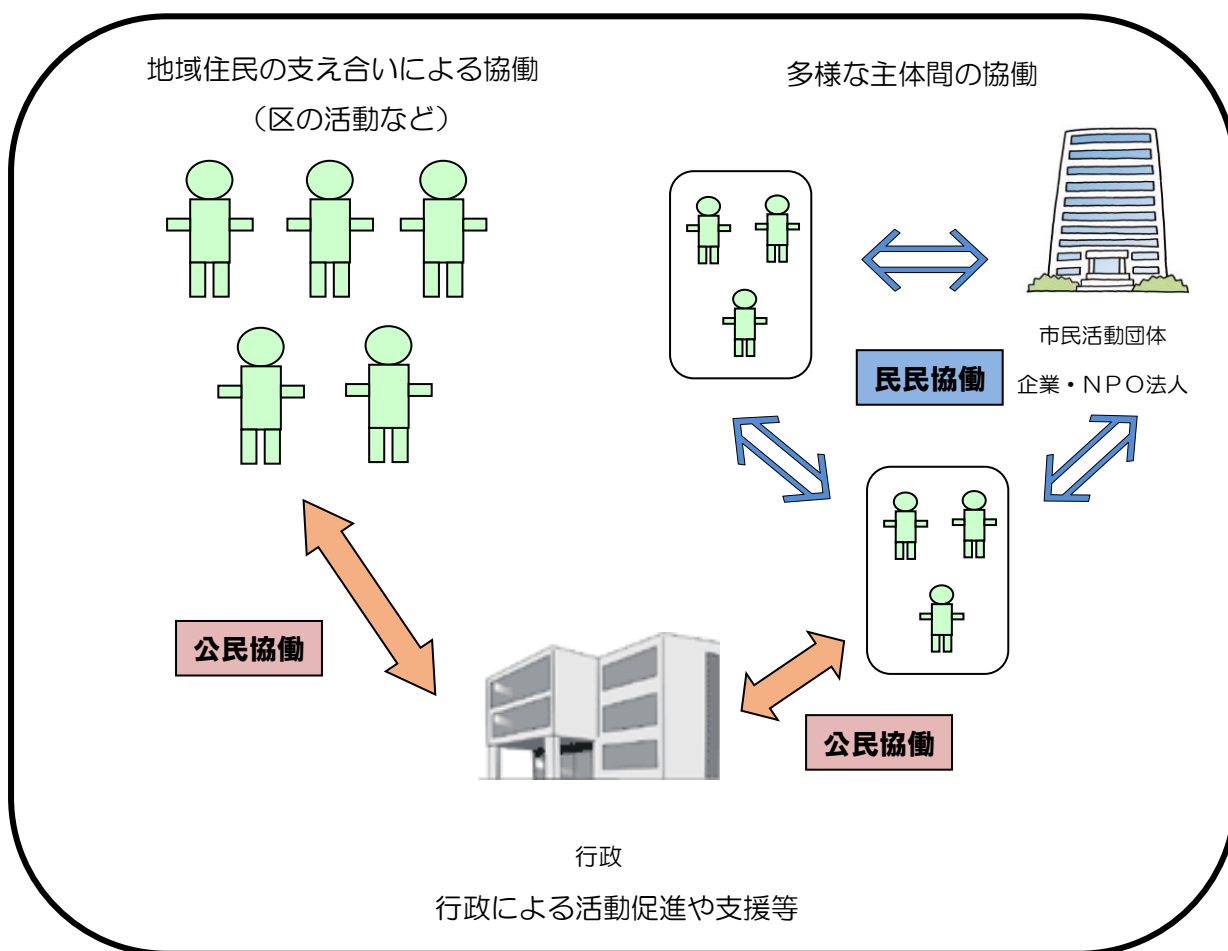 地域住民の支え合いによる協働
（区の活動など）
多様な主体間の協働
市民活動団体
民民協働
企業・ＮＰＯ法人
公民協働
公民協働
行政
行政による活動促進や支援等